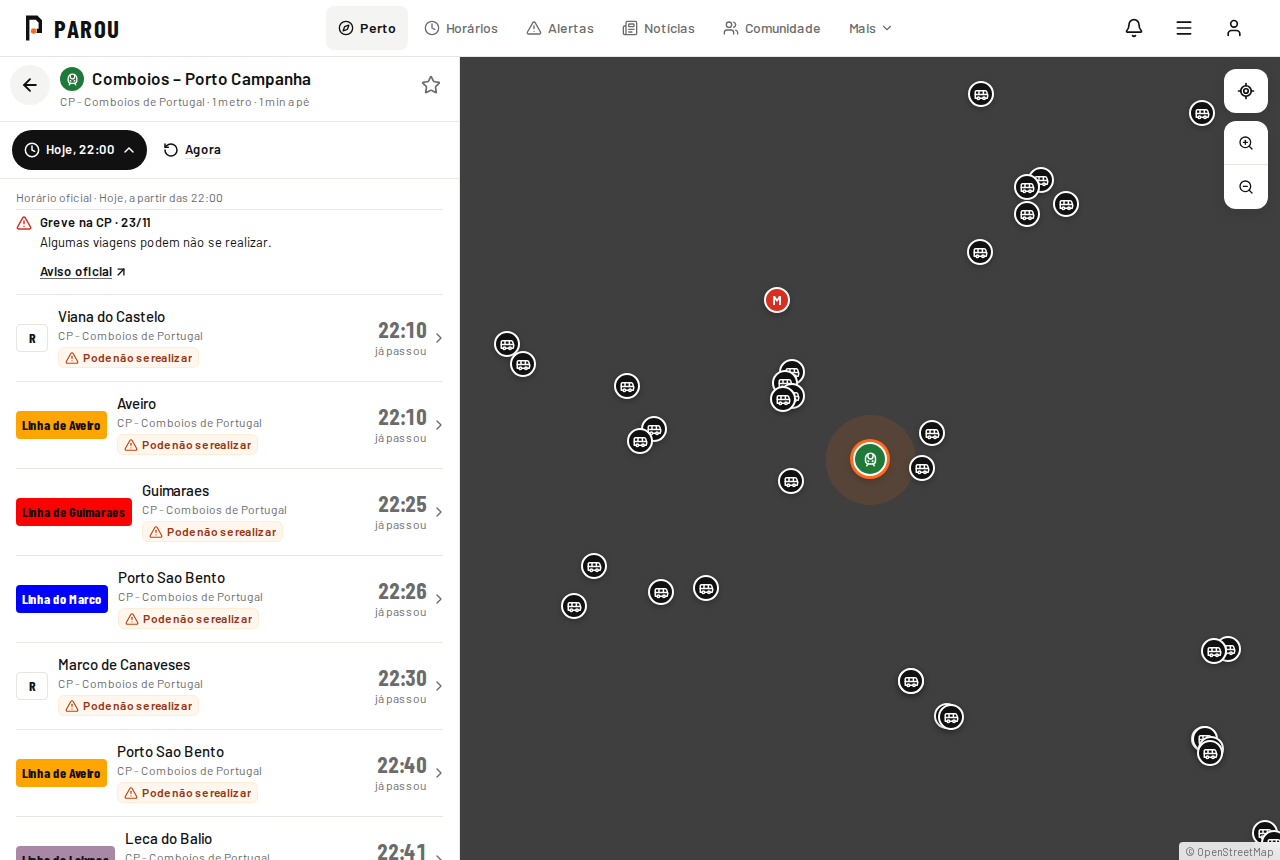 PAROU
Perto
Horários
Alertas
Notícias
Comunidade
Mais
Comboios – Porto Campanha
CP - Comboios de Portugal · 1 metro · 1 min a pé
Hoje, 22:00
Agora
Horário oficial · Hoje, a partir das 22:00
Greve na CP · 23/11
Algumas viagens podem não se realizar.
Aviso oficial
R
Viana do Castelo
CP - Comboios de Portugal
Pode não se realizar
22:10
já passou
Linha de Aveiro
Aveiro
CP - Comboios de Portugal
Pode não se realizar
22:10
já passou
Linha de Guimaraes
Guimaraes
CP - Comboios de Portugal
Pode não se realizar
22:25
já passou
Linha do Marco
Porto Sao Bento
CP - Comboios de Portugal
Pode não se realizar
22:26
já passou
R
Marco de Canaveses
CP - Comboios de Portugal
Pode não se realizar
22:30
já passou
Linha de Aveiro
Porto Sao Bento
CP - Comboios de Portugal
Pode não se realizar
22:40
já passou
Linha de Leixoes
Leca do Balio
CP - Comboios de Portugal
22:41
M
© OpenStreetMap